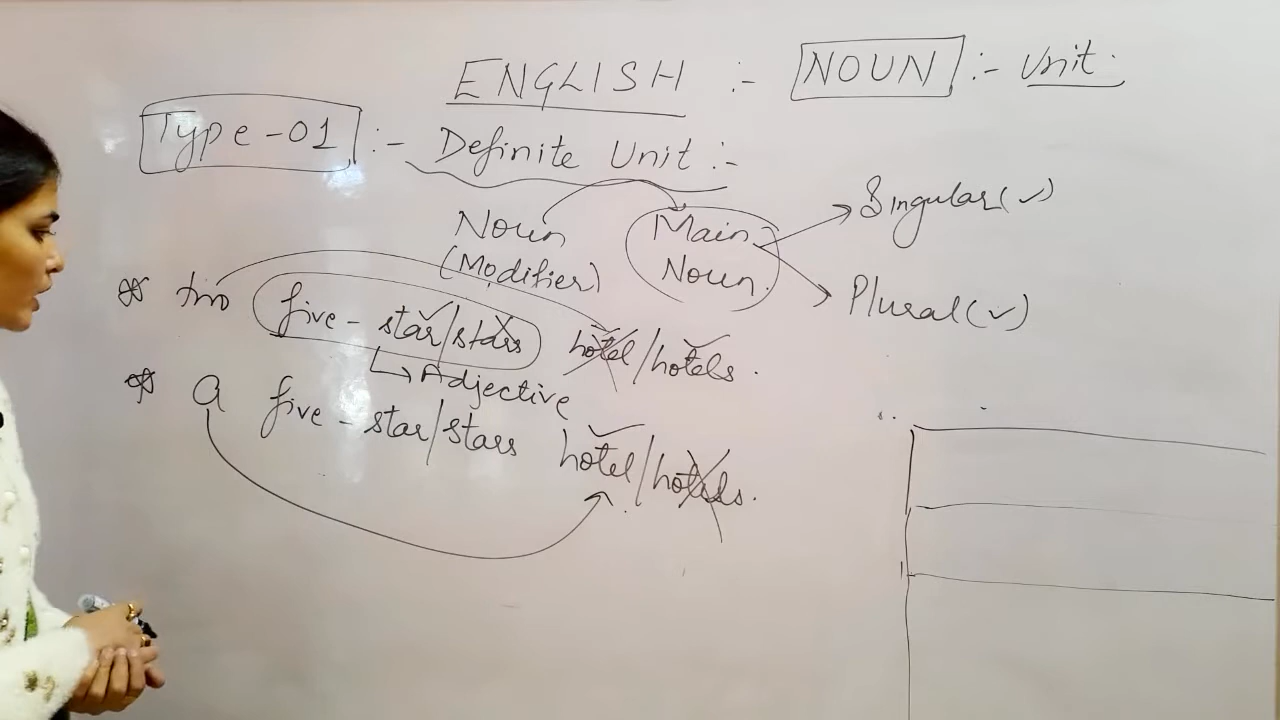 ENGLISH :- NOUN :- Unit.
Type-01 :- Definite Unit :-
Noun (Modifier) Main Noun
Singular (✓)
Plural (✓)
two five-star/stars hotel/hotels.
Adjective
a five-star/stars hotel/hotels.